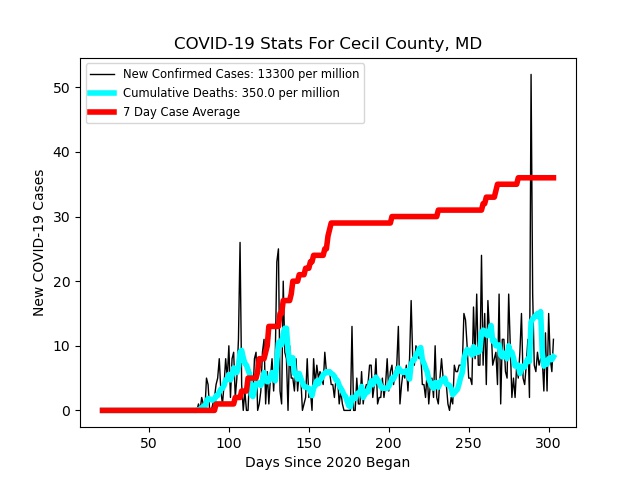 COVID-19 Stats For Cecil County, MD
New Confirmed Cases: 13300 per million
Cumulative Deaths: 350.0 per million
7 Day Case Average
New COVID-19 Cases
50
40
30
20
10
0
50 100 150 200 250 300
Days Since 2020 Began